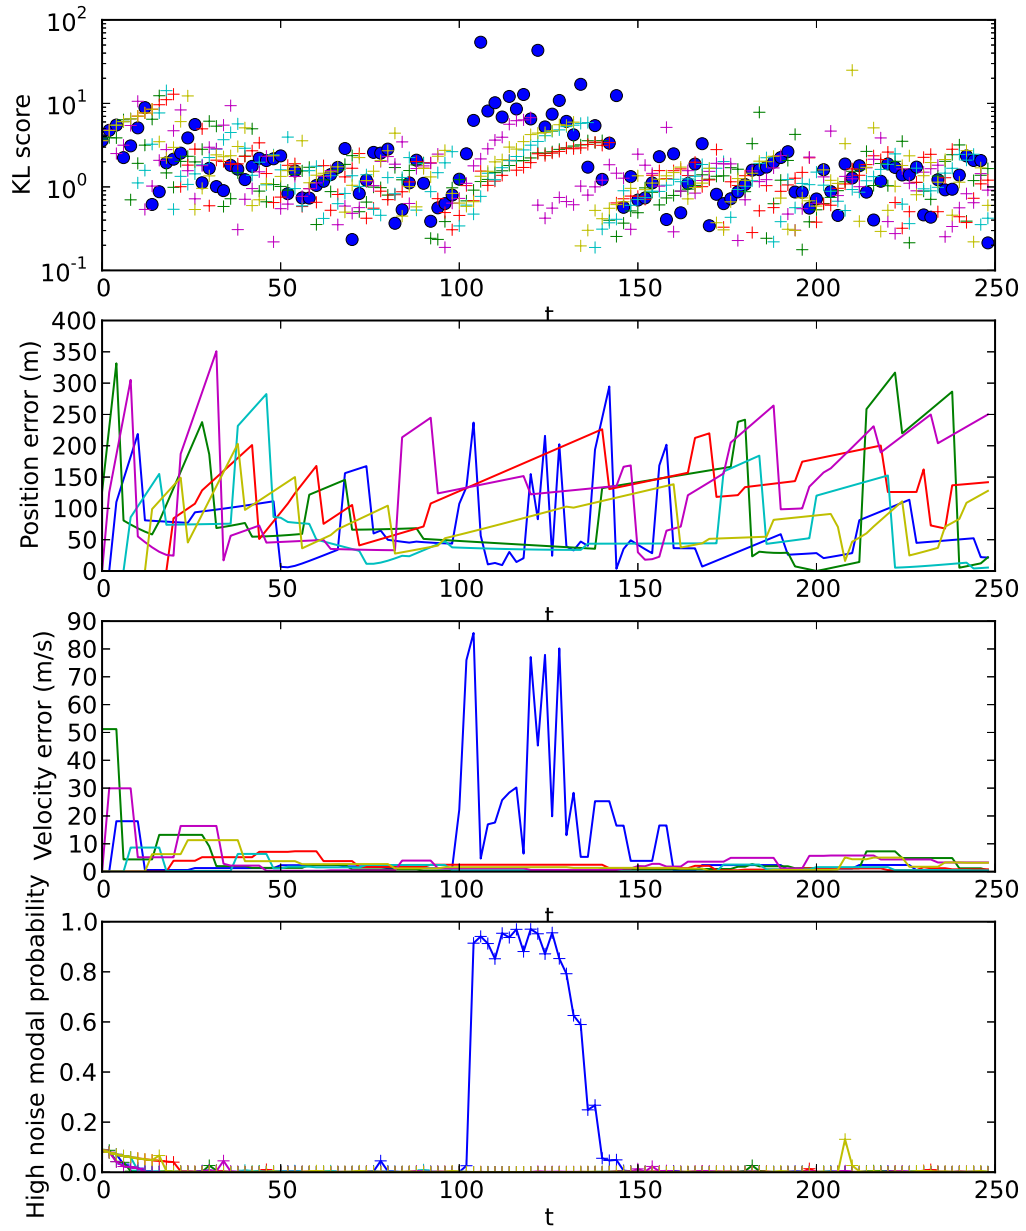 KL score
10^2
10^1
10^0
10^-1
0 50 100 150 200 250
t
Position error (m)
400
350
300
250
200
150
100
50
0
0 50 100 150 200 250
t
Velocity error (m/s)
90
80
70
60
50
40
30
20
10
0
0 50 100 150 200 250
t
High noise modal probability
1.0
0.8
0.6
0.4
0.2
0.0
0 50 100 150 200 250
t